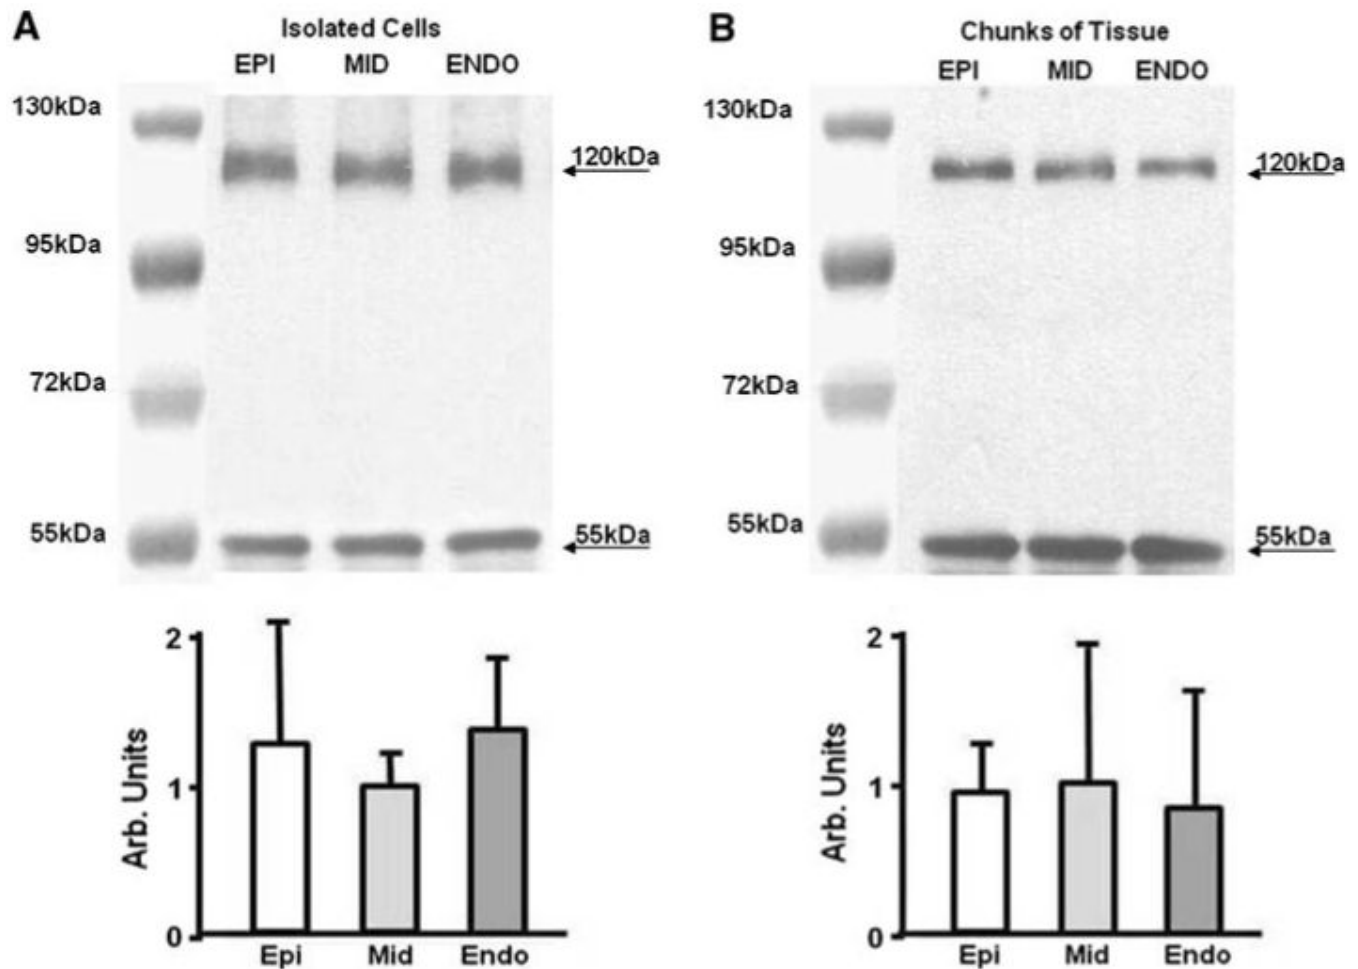 A
Isolated Cells
EPI MID ENDO
130kDa
120kDa
95kDa
72kDa
55kDa
55kDa
2
1
0
Arb. Units
Epi Mid Endo
B
Chunks of Tissue
EPI MID ENDO
130kDa
120kDa
95kDa
72kDa
55kDa
55kDa
2
1
0
Arb. Units
Epi Mid Endo